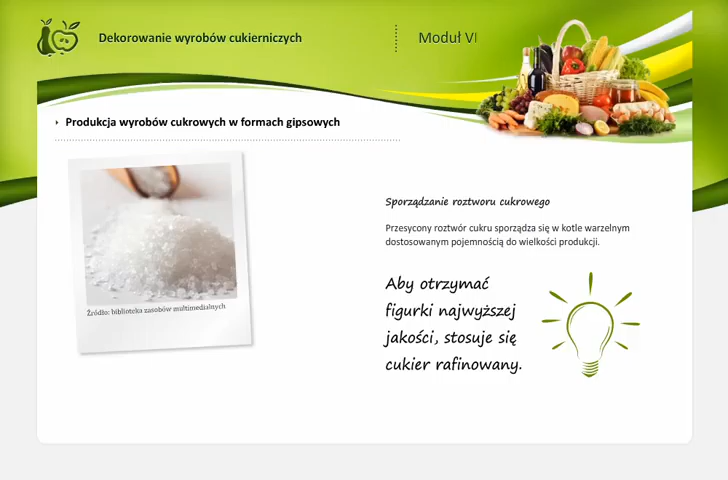 Dekorowanie wyrobów cukierniczych
Moduł VI
Produkcja wyrobów cukrowych w formach gipsowych
Źródło: biblioteka zasobów multimedialnych
Sporządzanie roztworu cukrowego
Przesycony roztwór cukru sporządza się w kotle warzelnym
dostosowanym pojemnością do wielkości produkcji.
Aby otrzymać
figurki najwyższej
jakości, stosuje się
cukier rafinowany.